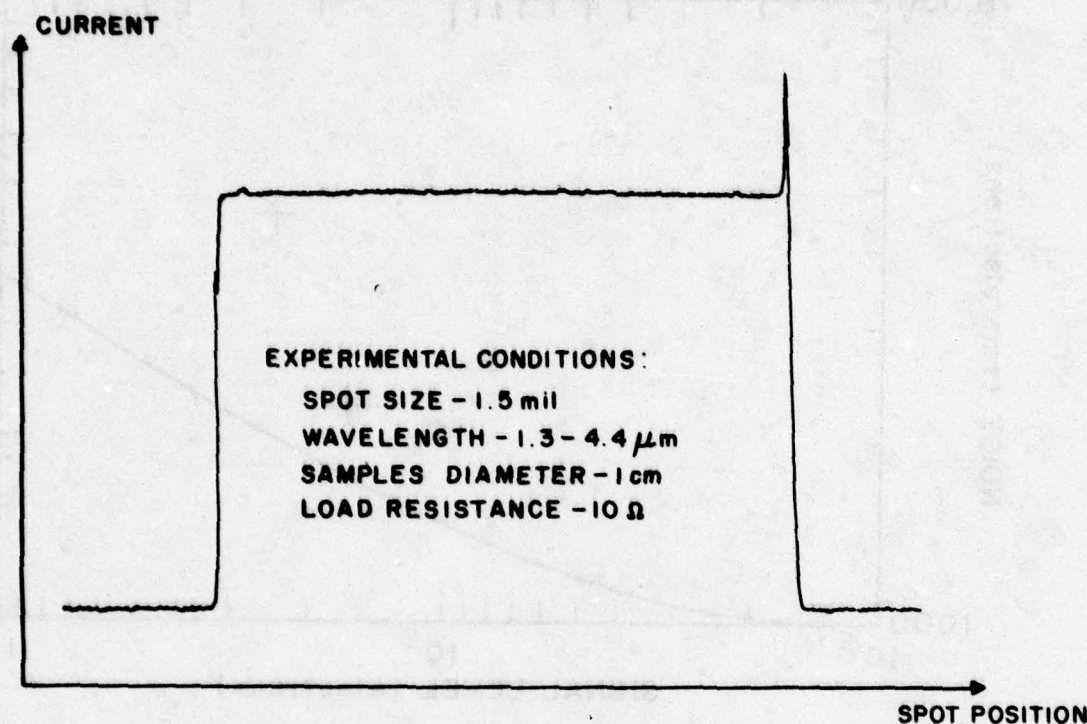 CURRENT
EXPERIMENTAL CONDITIONS:
SPOT SIZE - 1.5 mil
WAVELENGTH - 1.3 - 4.4 μm
SAMPLES DIAMETER - 1 cm
LOAD RESISTANCE - 10 Ω
SPOT POSITION